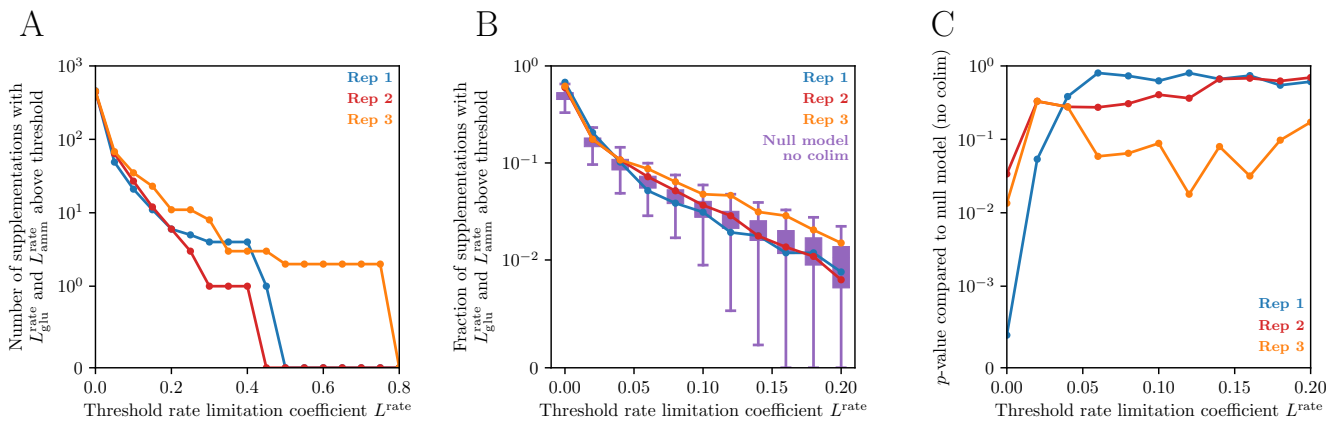 A
Number of supplementations with
L_glu^rate and L_amm^rate above threshold
10^3
10^2
10^1
10^0
0
Rep 1
Rep 2
Rep 3
0.0 0.2 0.4 0.6 0.8
Threshold rate limitation coefficient L^rate
B
Fraction of supplementations with
L_glu^rate and L_amm^rate above threshold
10^0
10^-1
10^-2
0
Rep 1
Rep 2
Rep 3
Null model
no colim
0.00 0.05 0.10 0.15 0.20
Threshold rate limitation coefficient L^rate
C
p-value compared to null model (no colim)
10^0
10^-1
10^-2
10^-3
0
Rep 1
Rep 2
Rep 3
0.00 0.05 0.10 0.15 0.20
Threshold rate limitation coefficient L^rate